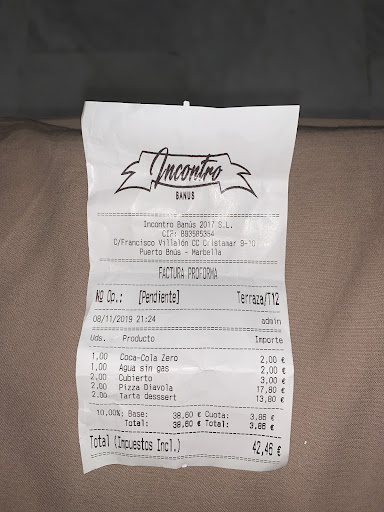 Incontro
BANUS
Incontro Banús 2017 S.L.
CIF: B93585354
C/Francisco Villalón CC Cristamar 9-10
Puerto Bnús - Marbella
FACTURA PROFORMA
Nº Op.: [Pendiente] Terraza/T12
08/11/2019 21:24 admin
Uds. Producto Importe
1,00 Coca-Cola Zero 2,00 €
1,00 Agua sin gas 2,00 €
2,00 Cubierto 3,00 €
2,00 Pizza Diavola 17,80 €
2,00 Tarta desssert 13,80 €
10,00%: Base: 38,60 € Cuota: 3,86 €
Total: 38,60 € Total: 3,86 €
Total (Impuestos Incl.) 42,46 €